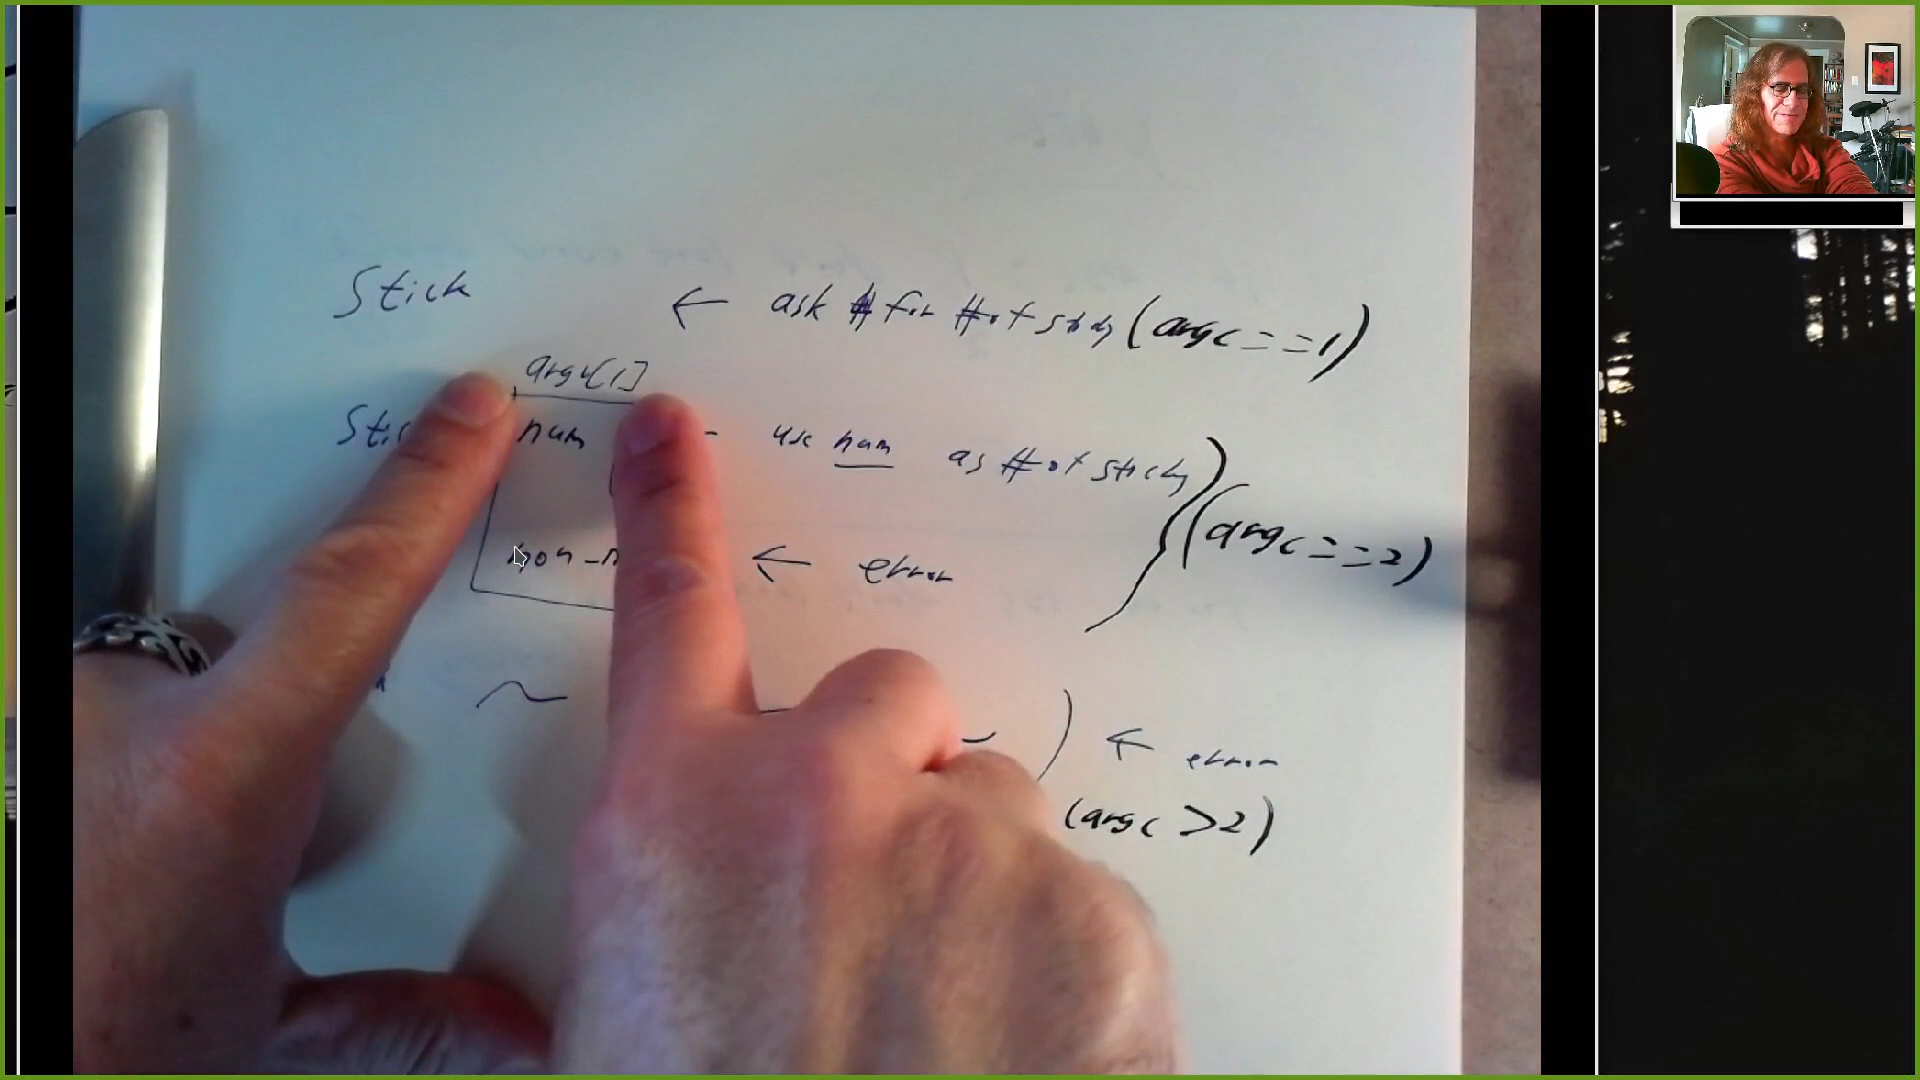 Stick ← ask # for # of sticks (argc == 1)
argv[1]
num use num as # of sticks
(argc == 2)
← error
~ ← error
(argc > 2)